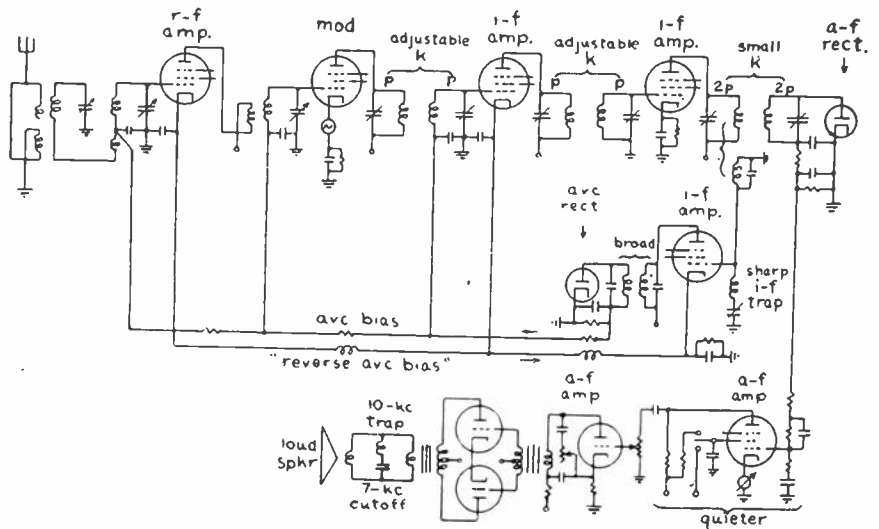 r-f
amp.
mod
adjustable
k
p
p
i-f
amp.
adjustable
k
p
p
i-f
amp.
small
k
2p
2p
a-f
rect.
avc
rect
broad
i-f
amp.
sharp
i-f
trap
avc bias
"reverse avc bias"
loud
spkr
10-kc
trap
7-kc
cutoff
a-f
amp
a-f
amp
quieter